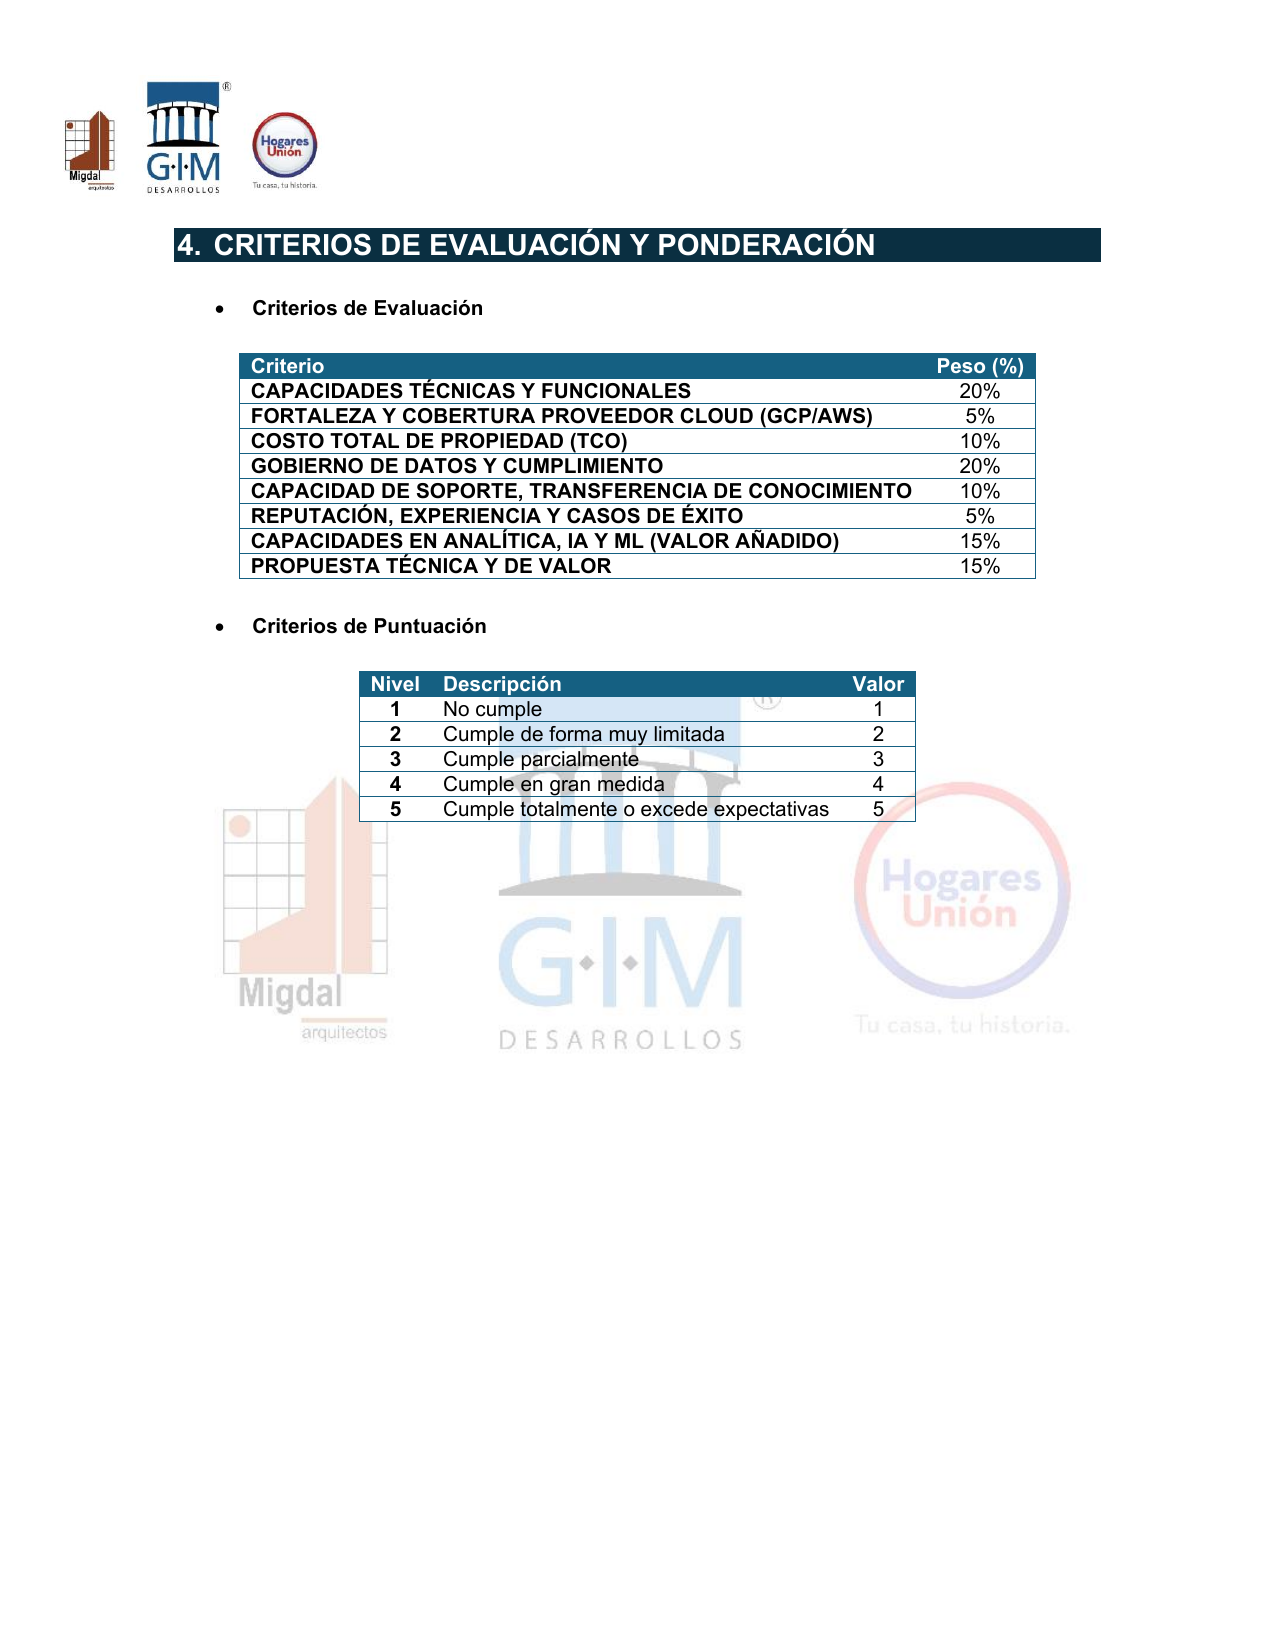 ®
Migdal
arquitectos
G·I·M
DESARROLLOS
Hogares
Unión
Tu casa, tu historia.
4. CRITERIOS DE EVALUACIÓN Y PONDERACIÓN
• Criterios de Evaluación
Criterio Peso (%)
CAPACIDADES TÉCNICAS Y FUNCIONALES 20%
FORTALEZA Y COBERTURA PROVEEDOR CLOUD (GCP/AWS) 5%
COSTO TOTAL DE PROPIEDAD (TCO) 10%
GOBIERNO DE DATOS Y CUMPLIMIENTO 20%
CAPACIDAD DE SOPORTE, TRANSFERENCIA DE CONOCIMIENTO 10%
REPUTACIÓN, EXPERIENCIA Y CASOS DE ÉXITO 5%
CAPACIDADES EN ANALÍTICA, IA Y ML (VALOR AÑADIDO) 15%
PROPUESTA TÉCNICA Y DE VALOR 15%
• Criterios de Puntuación
Nivel Descripción Valor
1 No cumple 1
2 Cumple de forma muy limitada 2
3 Cumple parcialmente 3
4 Cumple en gran medida 4
5 Cumple totalmente o excede expectativas 5
®
Migdal
arquitectos
G·I·M
DESARROLLOS
Hogares
Unión
Tu casa, tu historia.